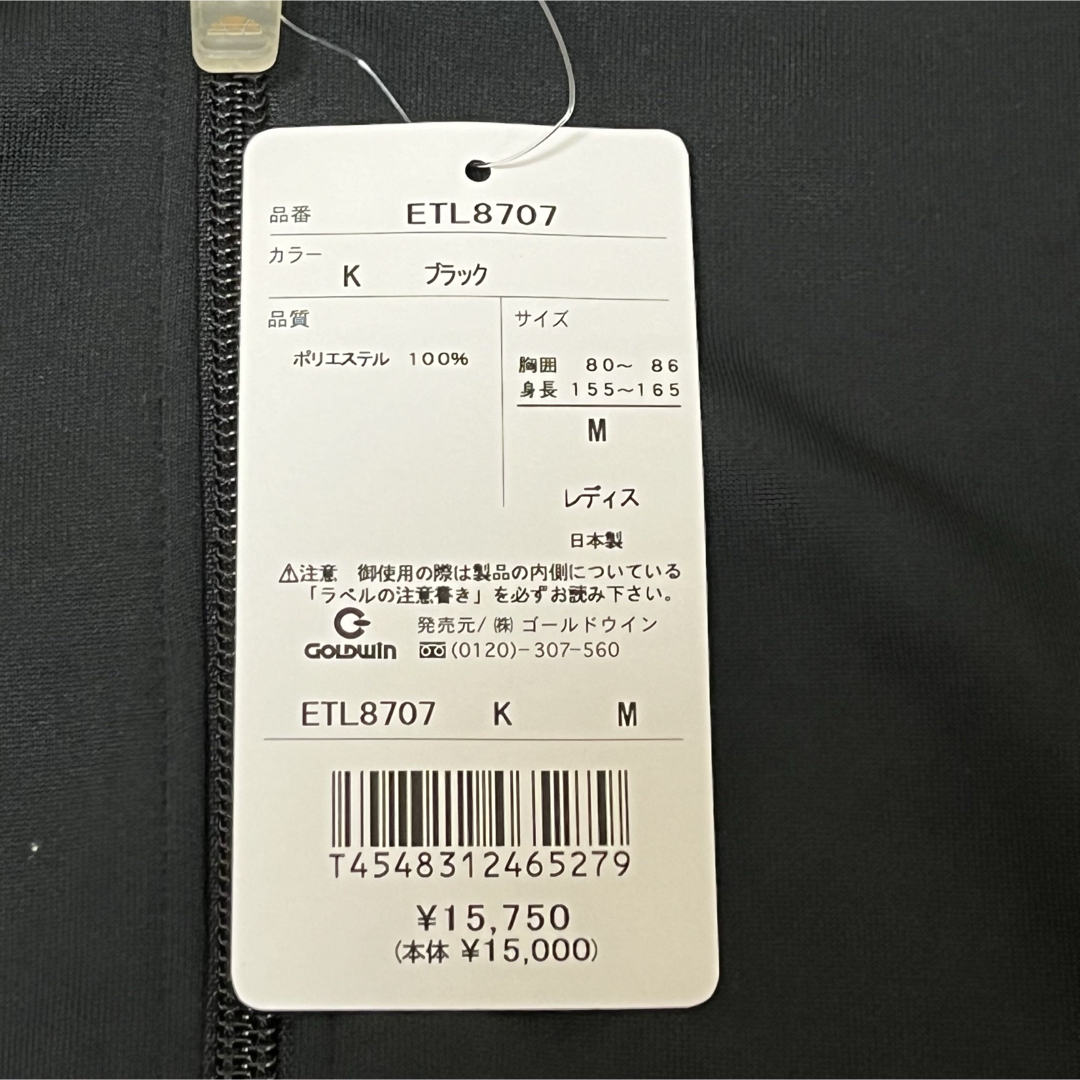 品番 ETL8707
カラー
K ブラック
品質 サイズ
ポリエステル 100%
胸囲 80〜 86
身長 155〜165
M
レディス
日本製
⚠注意 御使用の際は製品の内側についている
「ラベルの注意書き」を必ずお読み下さい。
GOLDWIN 発売元/ ㈱ ゴールドウイン
(0120)-307-560
ETL8707 K M
T4548312465279
¥15,750
(本体 ¥15,000)